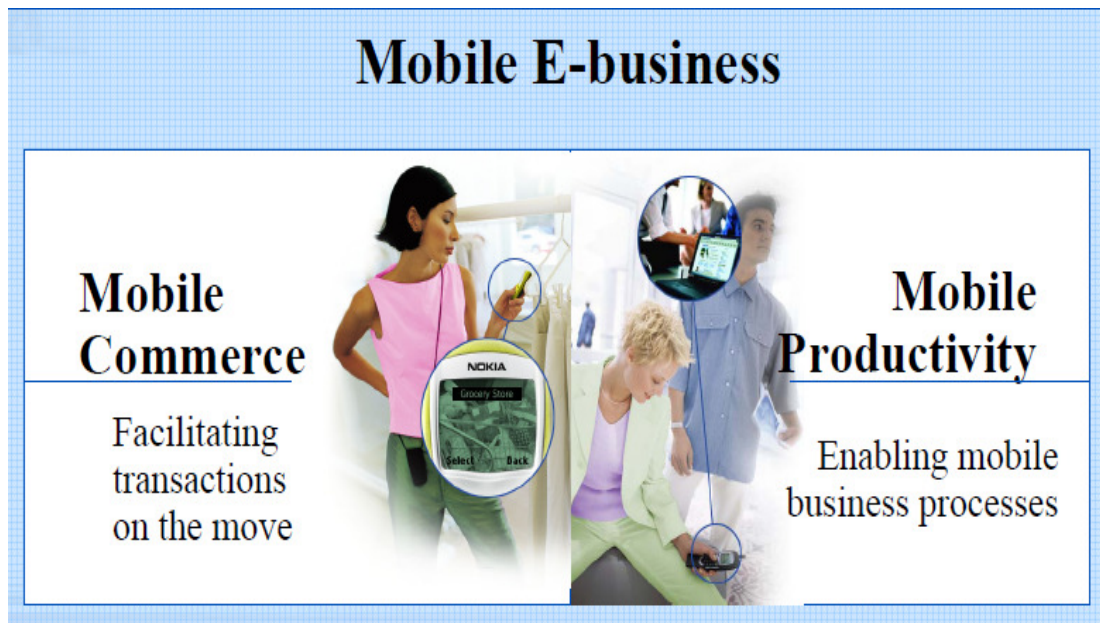 Mobile E-business
Mobile
Commerce
Facilitating
transactions
on the move
NOKIA
Grocery Store
Select Back
Mobile
Productivity
Enabling mobile
business processes